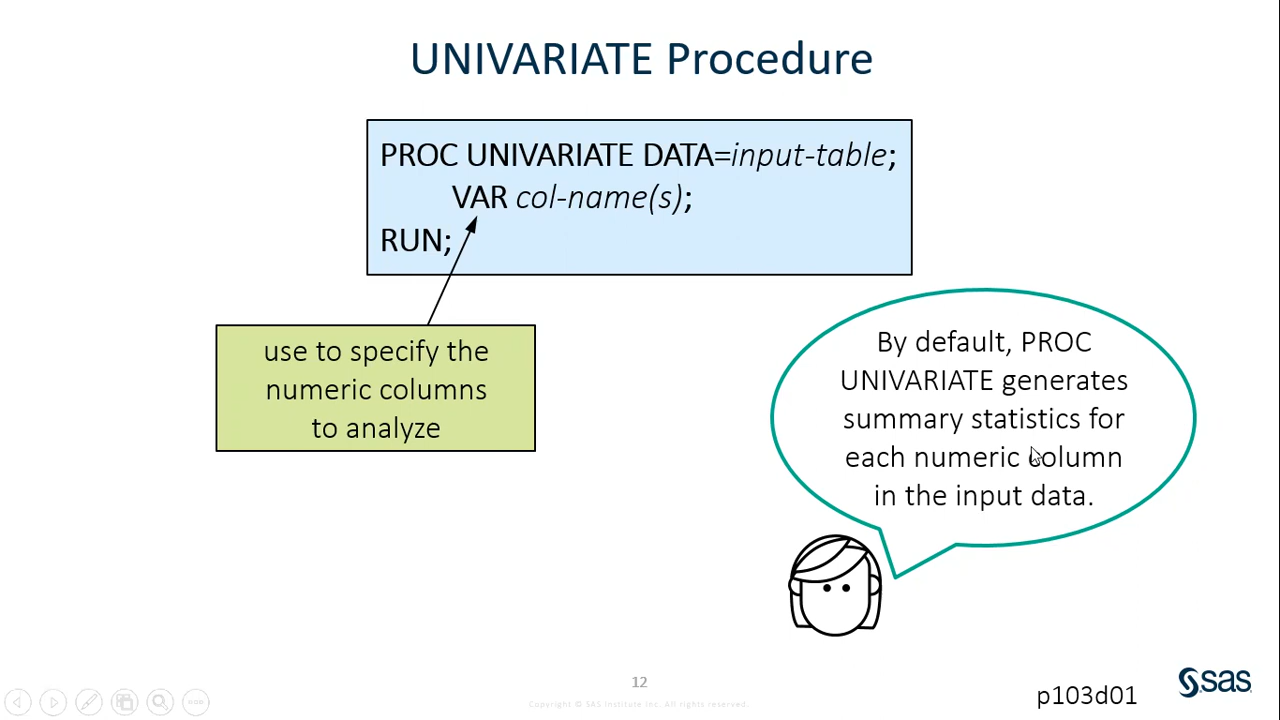 UNIVARIATE Procedure
PROC UNIVARIATE DATA=input-table;
VAR col-name(s);
RUN;
use to specify the
numeric columns
to analyze
By default, PROC
UNIVARIATE generates
summary statistics for
each numeric column
in the input data.
12
Copyright © SAS Institute Inc. All rights reserved.
p103d01
sas